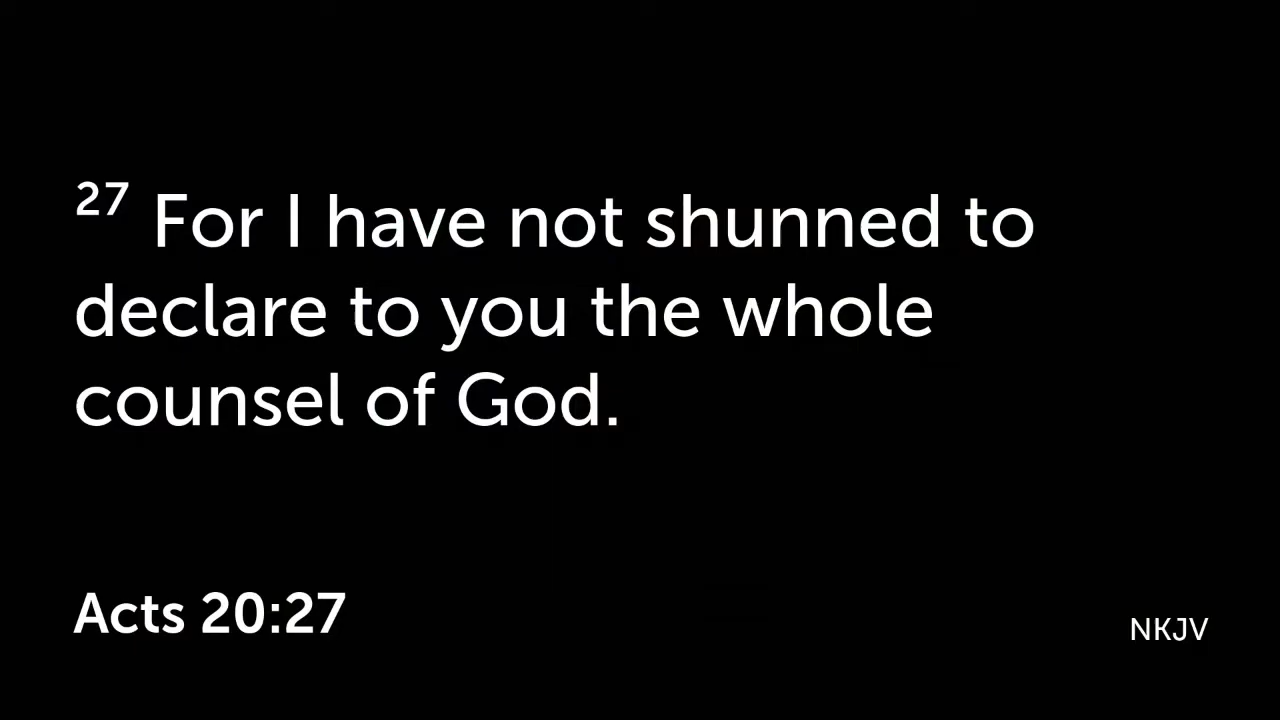 27 For I have not shunned to
declare to you the whole
counsel of God.
Acts 20:27
NKJV